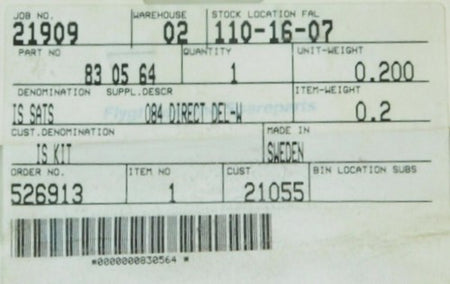 JOB NO. WAREHOUSE STOCK LOCATION FAL
21909 02 110-16-07
PART NO QUANTITY UNIT-WEIGHT
83 05 64 1 0.200
DENOMINATION SUPPL.DESCR ITEM-WEIGHT
IS SATS 084 DIRECT DEL-W 0.2
CUST.DENOMINATION MADE IN
IS KIT SWEDEN
ORDER NO. ITEM NO CUST BIN LOCATION SUBS
526913 1 21055
*0000000830564 *